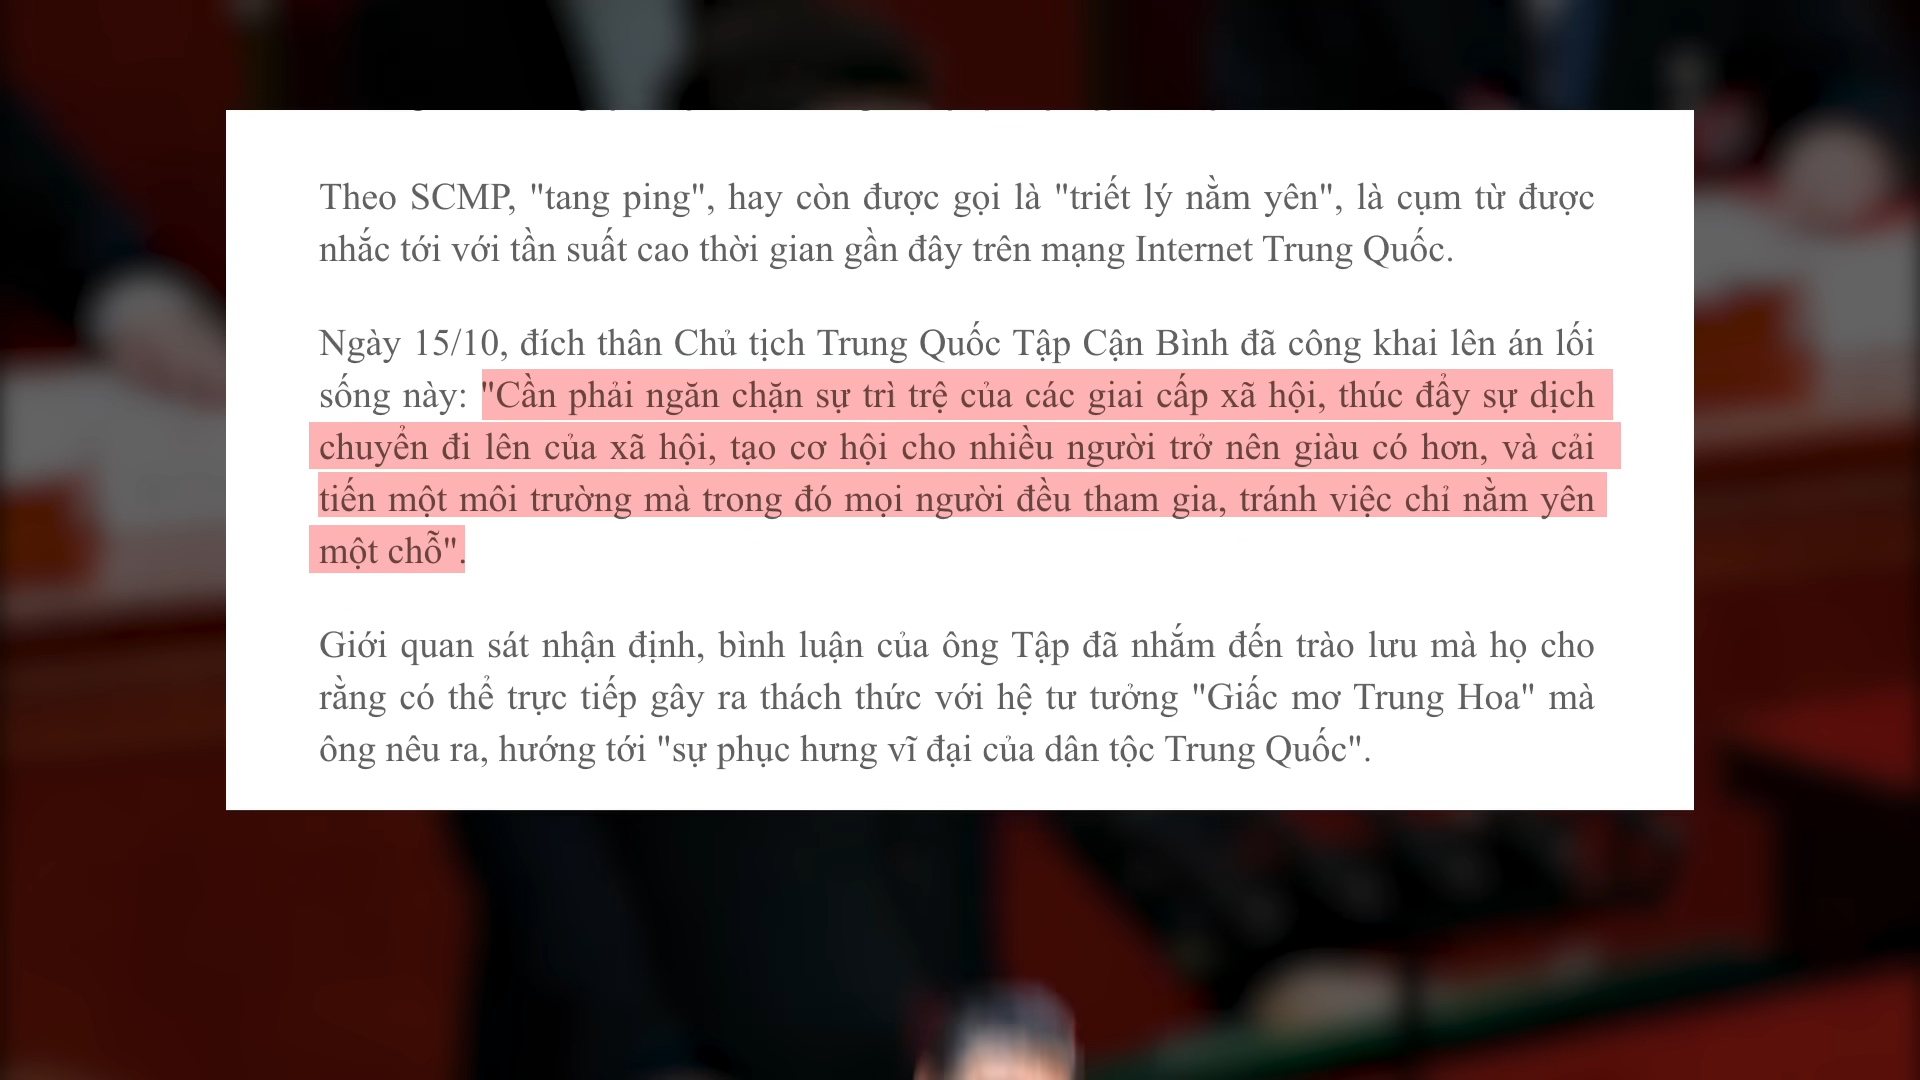 Theo SCMP, "tang ping", hay còn được gọi là "triết lý nằm yên", là cụm từ được
nhắc tới với tần suất cao thời gian gần đây trên mạng Internet Trung Quốc.
Ngày 15/10, đích thân Chủ tịch Trung Quốc Tập Cận Bình đã công khai lên án lối
sống này: "Cần phải ngăn chặn sự trì trệ của các giai cấp xã hội, thúc đẩy sự dịch
chuyển đi lên của xã hội, tạo cơ hội cho nhiều người trở nên giàu có hơn, và cải
tiến một môi trường mà trong đó mọi người đều tham gia, tránh việc chỉ nằm yên
một chỗ".
Giới quan sát nhận định, bình luận của ông Tập đã nhắm đến trào lưu mà họ cho
rằng có thể trực tiếp gây ra thách thức với hệ tư tưởng "Giấc mơ Trung Hoa" mà
ông nêu ra, hướng tới "sự phục hưng vĩ đại của dân tộc Trung Quốc".